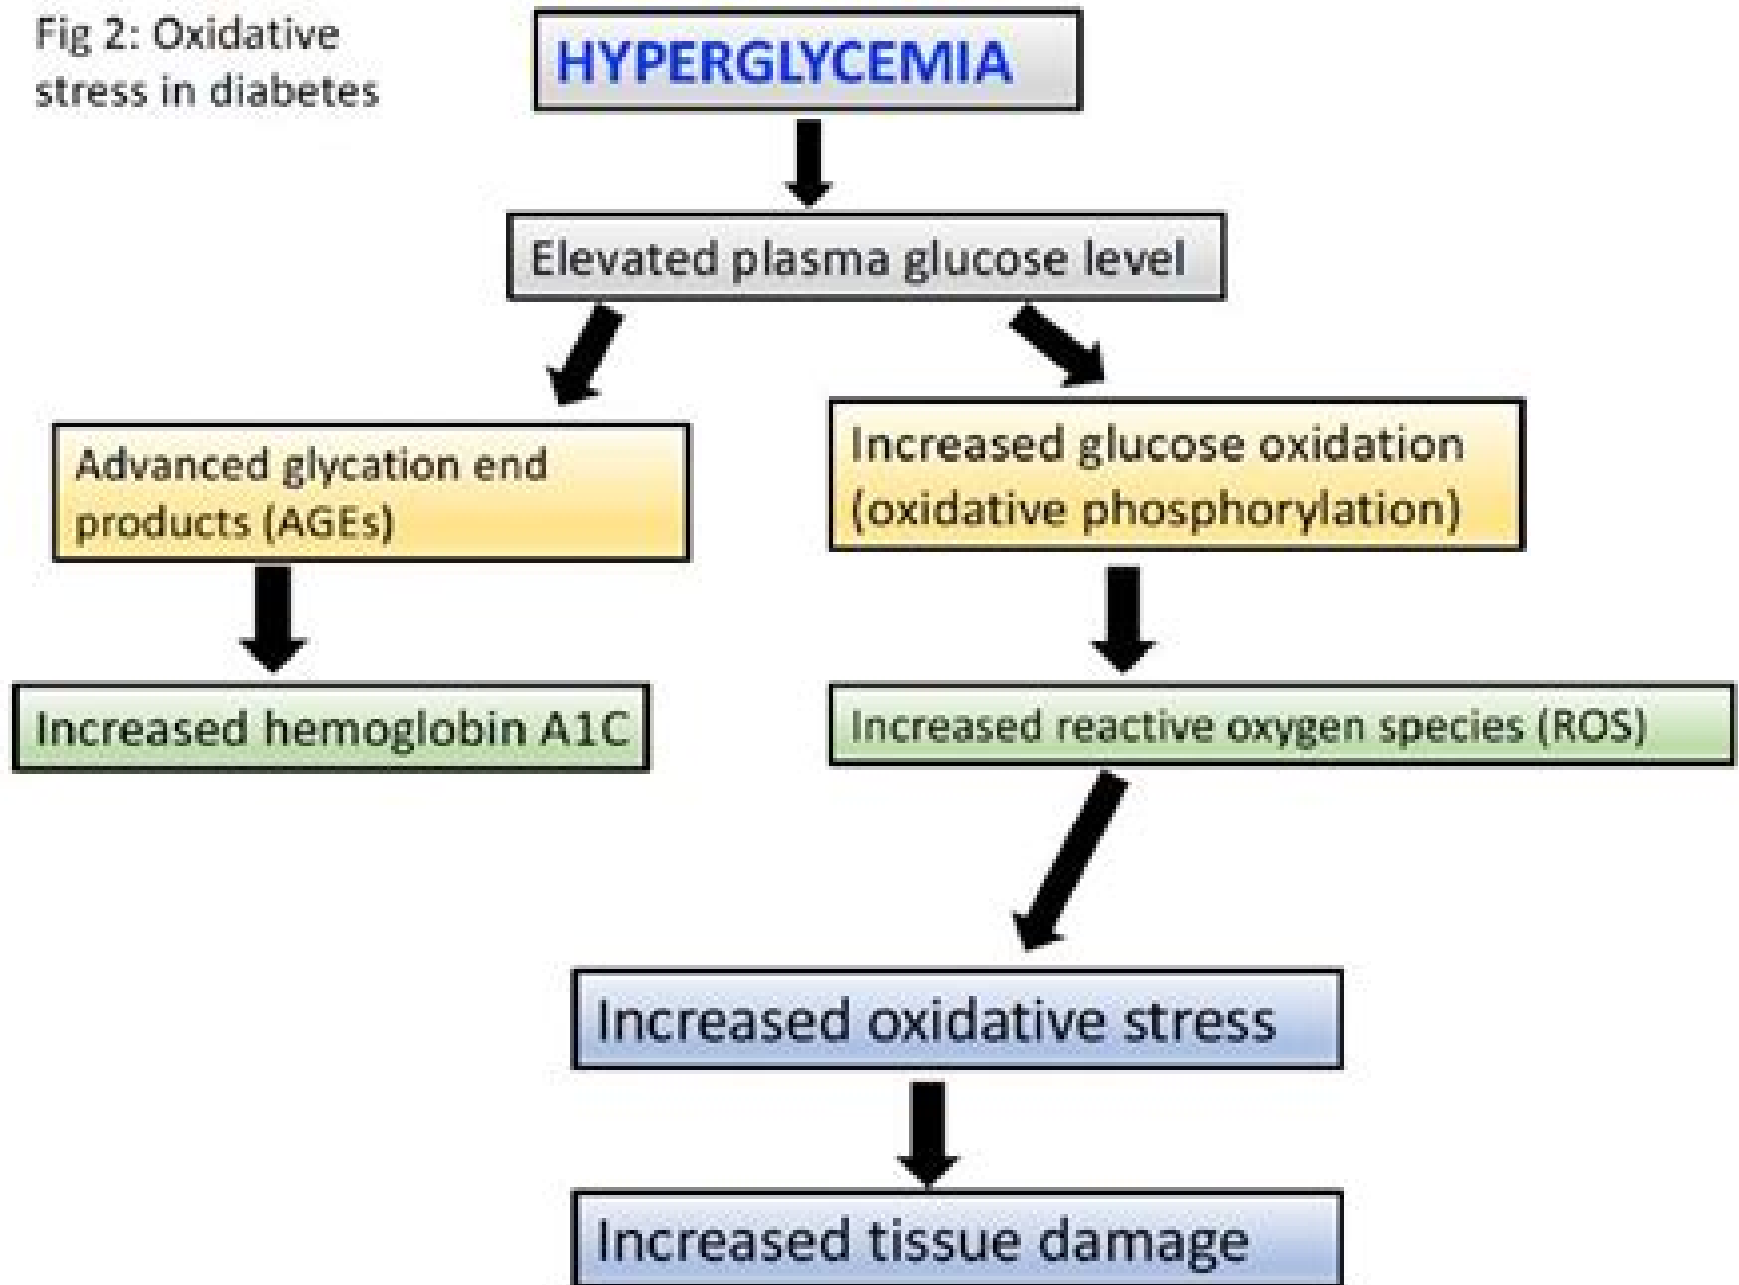 Fig 2: Oxidative
stress in diabetes
HYPERGLYCEMIA
Elevated plasma glucose level
Advanced glycation end
products (AGEs)
Increased glucose oxidation
(oxidative phosphorylation)
Increased hemoglobin A1C
Increased reactive oxygen species (ROS)
Increased oxidative stress
Increased tissue damage